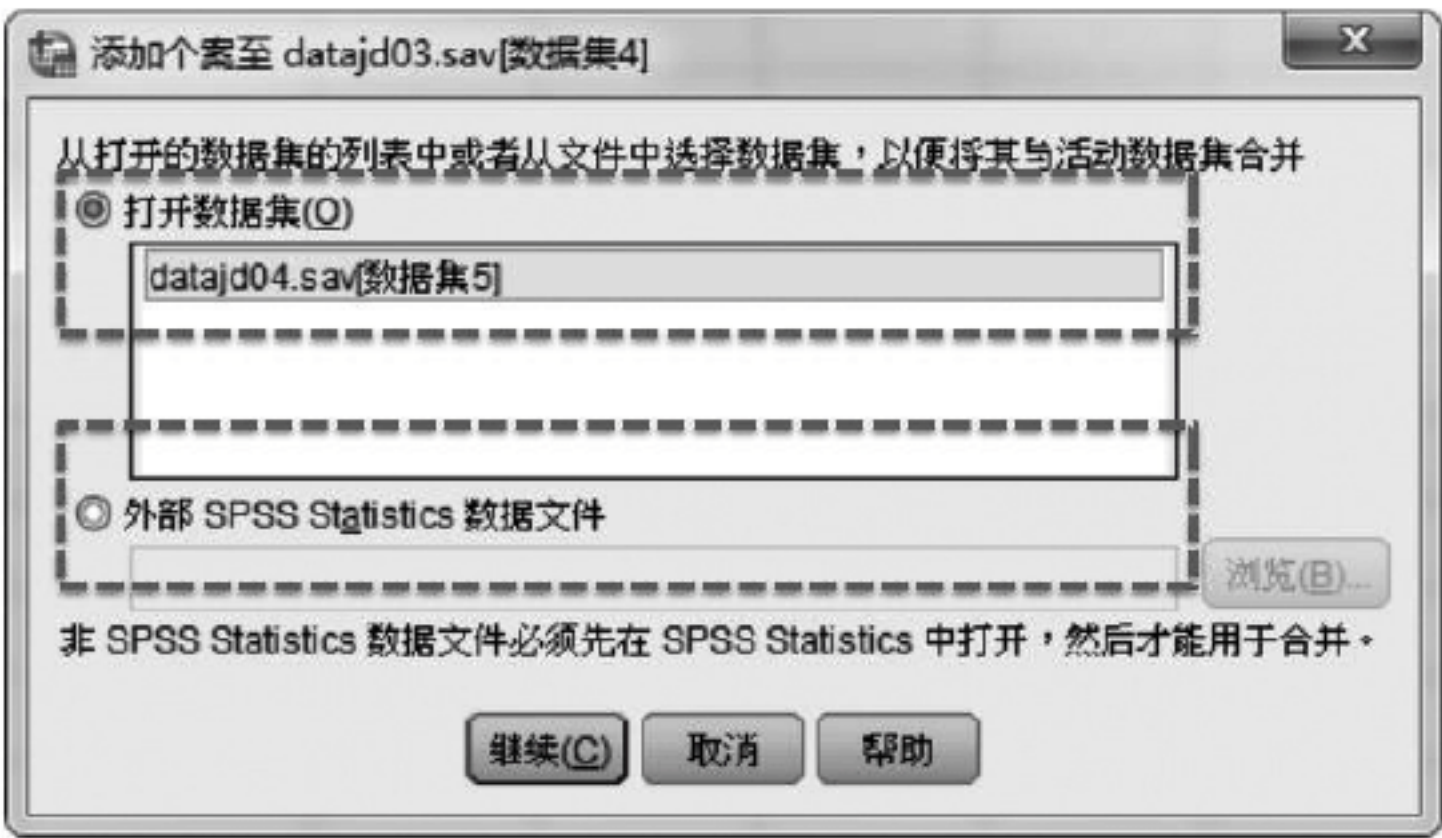 添加个案至 datajd03.sav[数据集4]
从打开的数据集的列表中或者从文件中选择数据集，以便将其与活动数据集合并
打开数据集(O)
datajd04.sav[数据集5]
外部 SPSS Statistics 数据文件
浏览(B)...
非 SPSS Statistics 数据文件必须先在 SPSS Statistics 中打开，然后才能用于合并。
继续(C) 取消 帮助